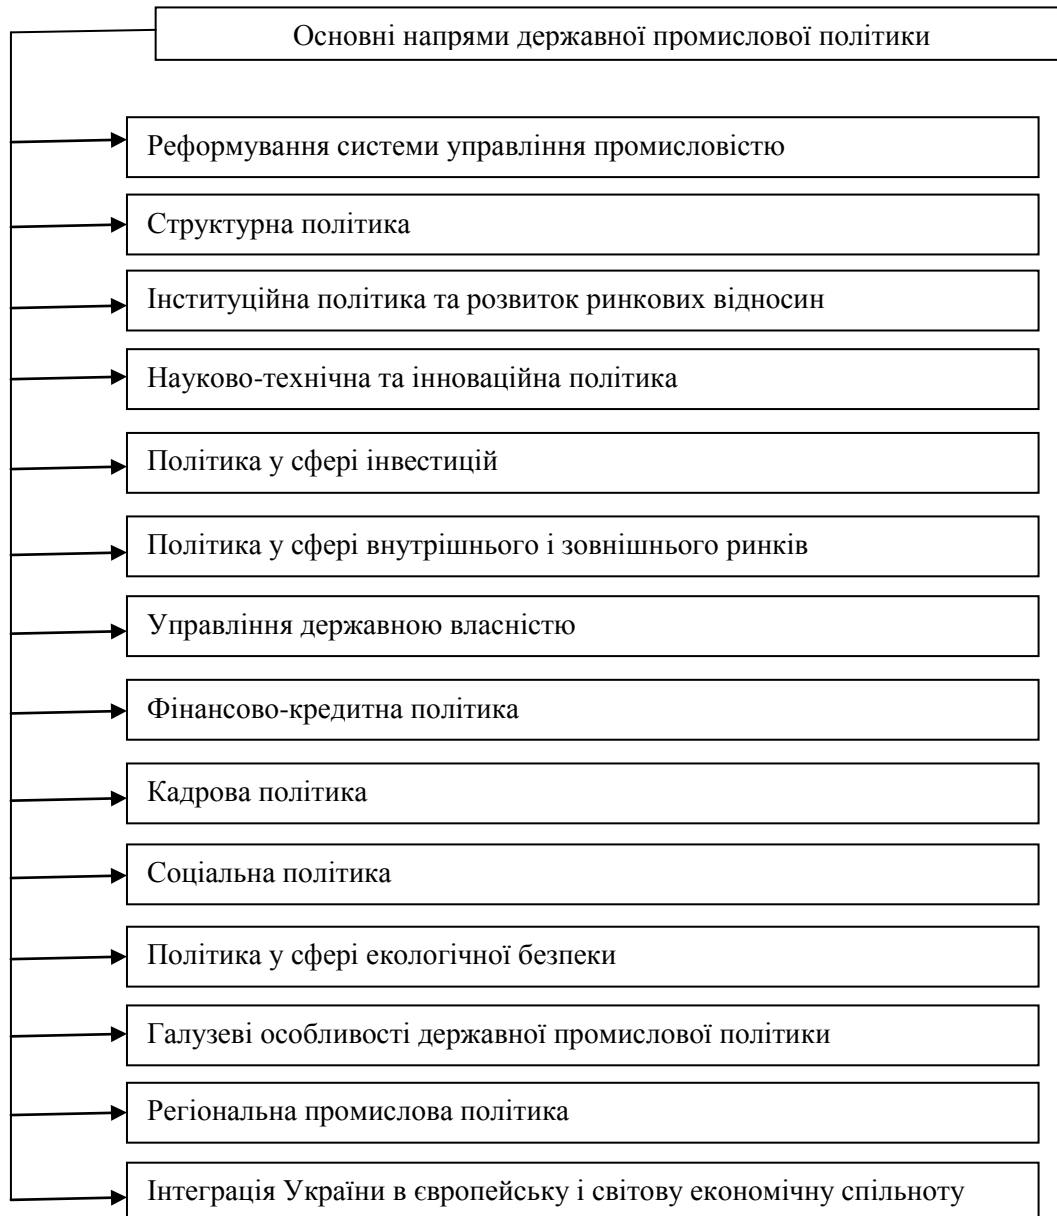 Основні напрями державної промислової політики
Реформування системи управління промисловістю
Структурна політика
Інституційна політика та розвиток ринкових відносин
Науково-технічна та інноваційна політика
Політика у сфері інвестицій
Політика у сфері внутрішнього і зовнішнього ринків
Управління державною власністю
Фінансово-кредитна політика
Кадрова політика
Соціальна політика
Політика у сфері екологічної безпеки
Галузеві особливості державної промислової політики
Регіональна промислова політика
Інтеграція України в європейську і світову економічну спільноту